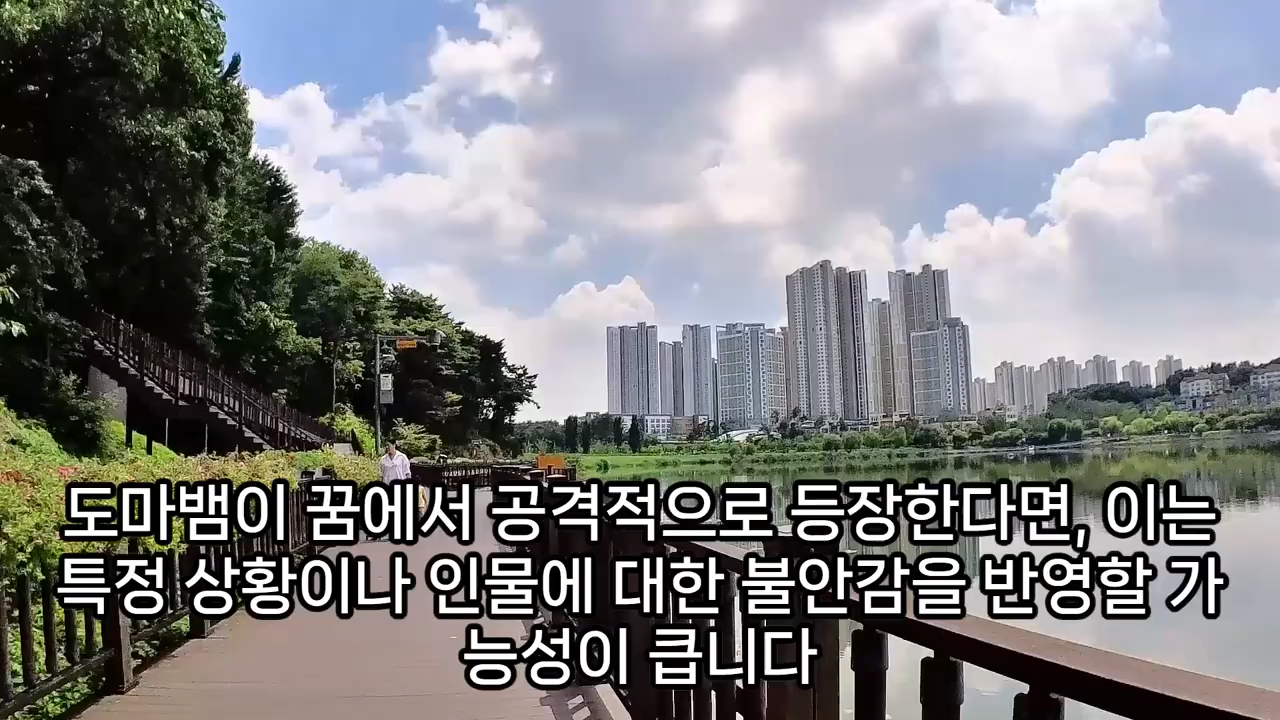 도마뱀이 꿈에서 공격적으로 등장한다면, 이는
특정 상황이나 인물에 대한 불안감을 반영할 가
능성이 큽니다